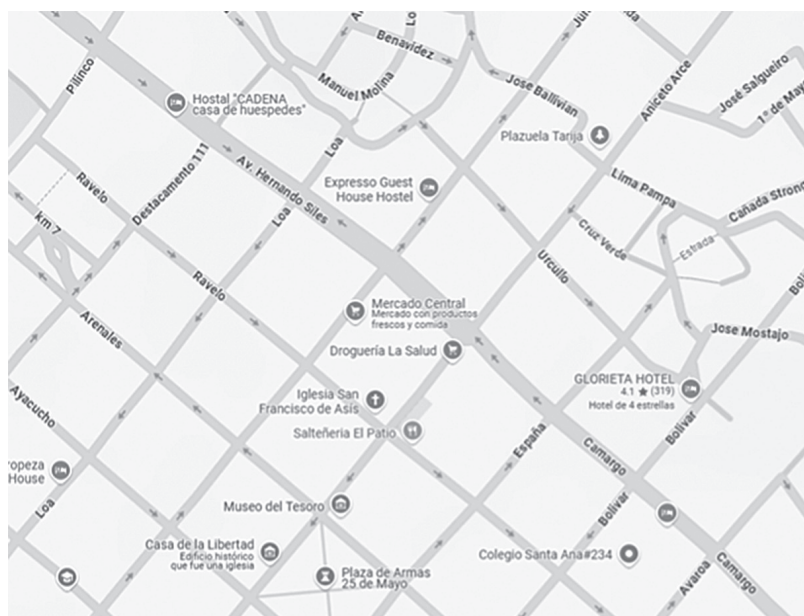 Benavidez
Jose Ballivian
Pilinco
Manuel Molina
Aniceto Arce
José Salgueiro
1° de Mayo
Hostal "CADENA
casa de huespedes"
Plazuela Tarija
Loa
Destacamento 111
Av. Hernando Siles
Lima Pampa
Cañada Strong
Ravelo
Expresso Guest
House Hostel
Loa
km 7
Cruz Verde
Estrada
Urcullo
Ravelo
Mercado Central
Mercado con productos
frescos y comida
Arenales
Droguería La Salud
Jose Mostajo
GLORIETA HOTEL
4.1 ★ (319)
Hotel de 4 estrellas
Iglesia San
Francisco de Asís
Ayacucho
Salteñeria El Patio
España
Bolivar
Camargo
ropeza
House
Loa
Museo del Tesoro
Bolivar
Casa de la Libertad
Edificio histórico
que fue una iglesia
Colegio Santa Ana#234
Plaza de Armas
25 de Mayo
Avaroa
Camargo